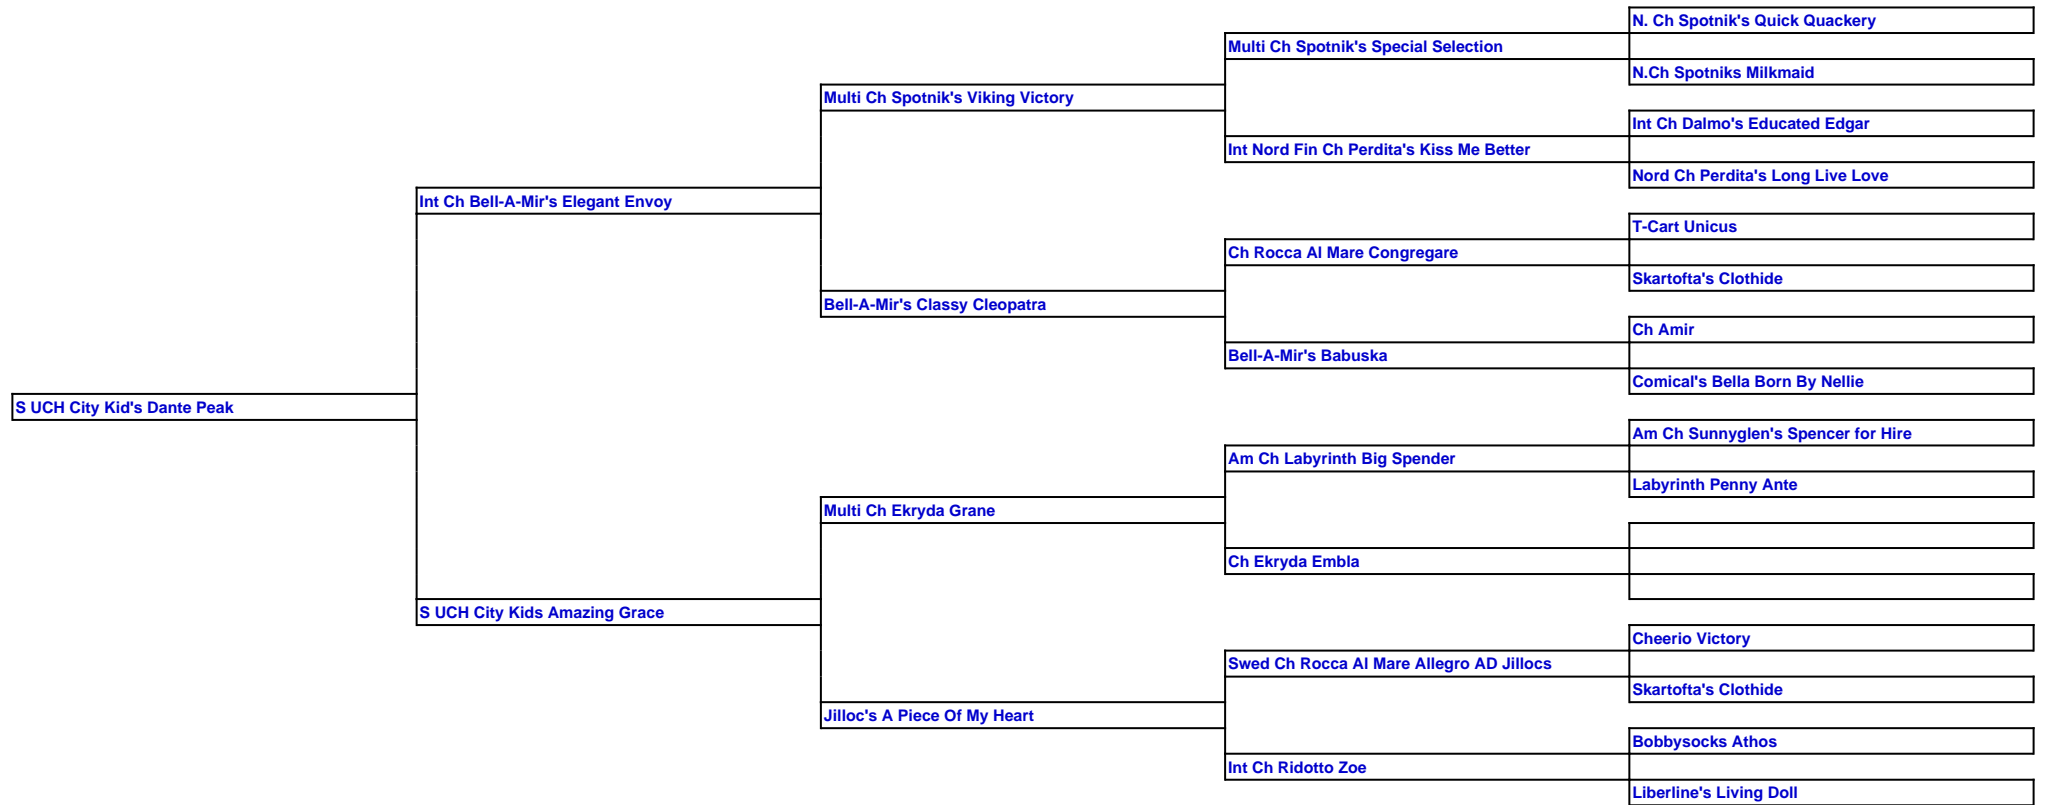 N. Ch Spotnik's Quick Quackery
Multi Ch Spotnik's Special Selection
N.Ch Spotniks Milkmaid
Multi Ch Spotnik's Viking Victory
Int Ch Dalmo's Educated Edgar
Int Nord Fin Ch Perdita's Kiss Me Better
Nord Ch Perdita's Long Live Love
Int Ch Bell-A-Mir's Elegant Envoy
T-Cart Unicus
Ch Rocca Al Mare Congregare
Skartofta's Clothide
Bell-A-Mir's Classy Cleopatra
Ch Amir
Bell-A-Mir's Babuska
Comical's Bella Born By Nellie
S UCH City Kid's Dante Peak
Am Ch Sunnyglen's Spencer for Hire
Am Ch Labyrinth Big Spender
Labyrinth Penny Ante
Multi Ch Ekryda Grane
Ch Ekryda Embla
S UCH City Kids Amazing Grace
Cheerio Victory
Swed Ch Rocca Al Mare Allegro AD Jillocs
Skartofta's Clothide
Jilloc's A Piece Of My Heart
Bobbysocks Athos
Int Ch Ridotto Zoe
Liberline's Living Doll